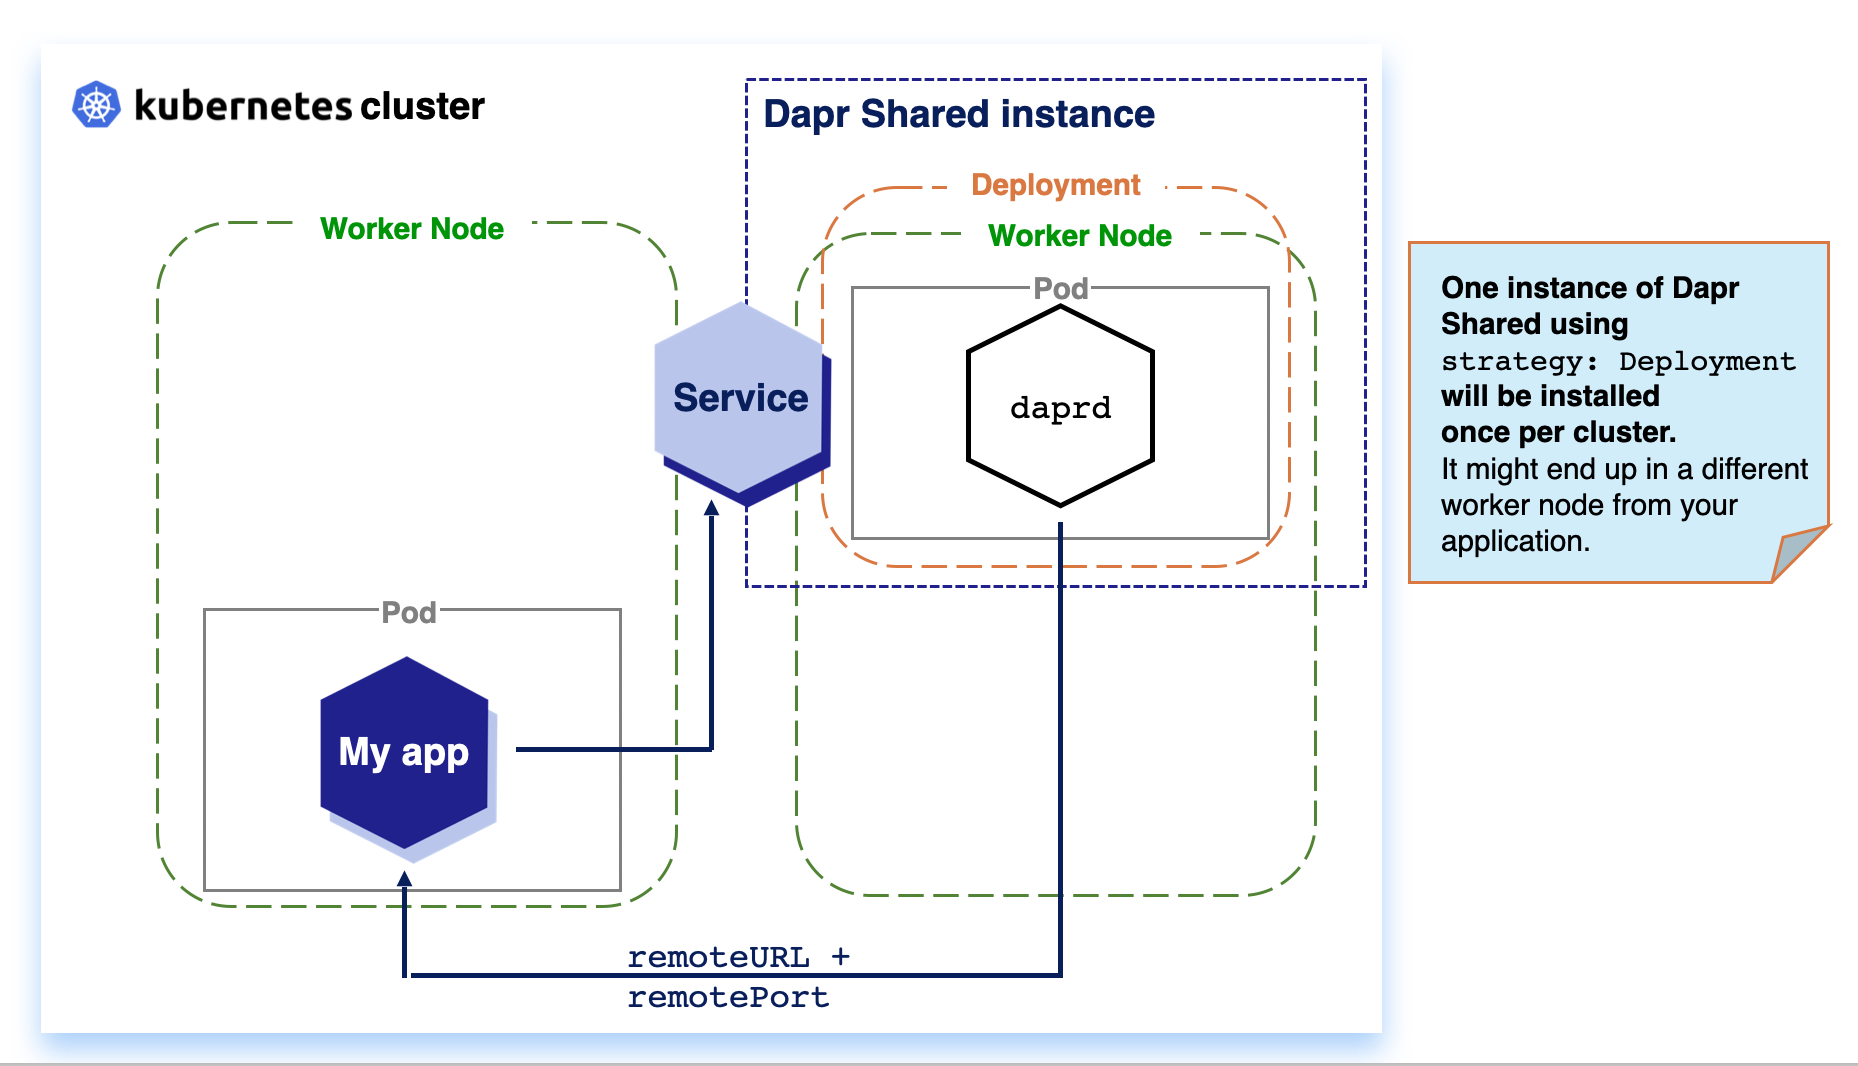 kubernetes cluster
Dapr Shared instance
Deployment
Worker Node
Worker Node
Pod
Service
daprd
One instance of Dapr
Shared using
strategy: Deployment
will be installed
once per cluster.
It might end up in a different
worker node from your
application.
Pod
My app
remoteURL +
remotePort